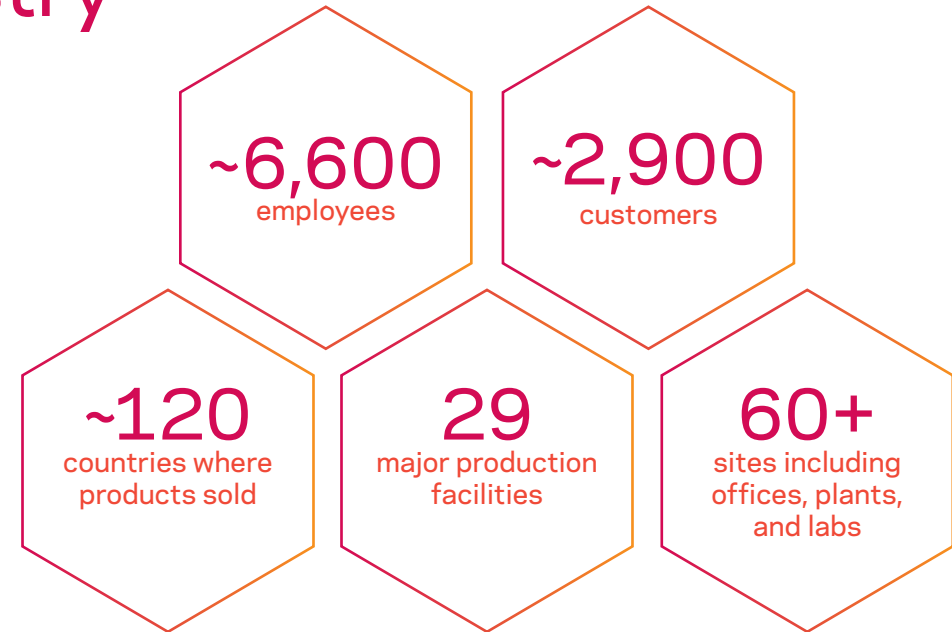 ~6,600
employees
~2,900
customers
~120
countries where
products sold
29
major production
facilities
60+
sites including
offices, plants,
and labs